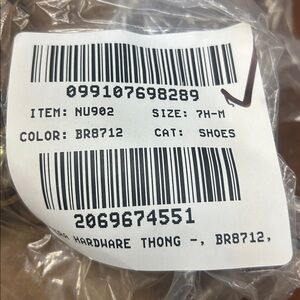 099107698289
ITEM: NU902 SIZE: 7H-M
COLOR: BR8712 CAT: SHOES
2069674551
HARDWARE THONG -, BR8712,